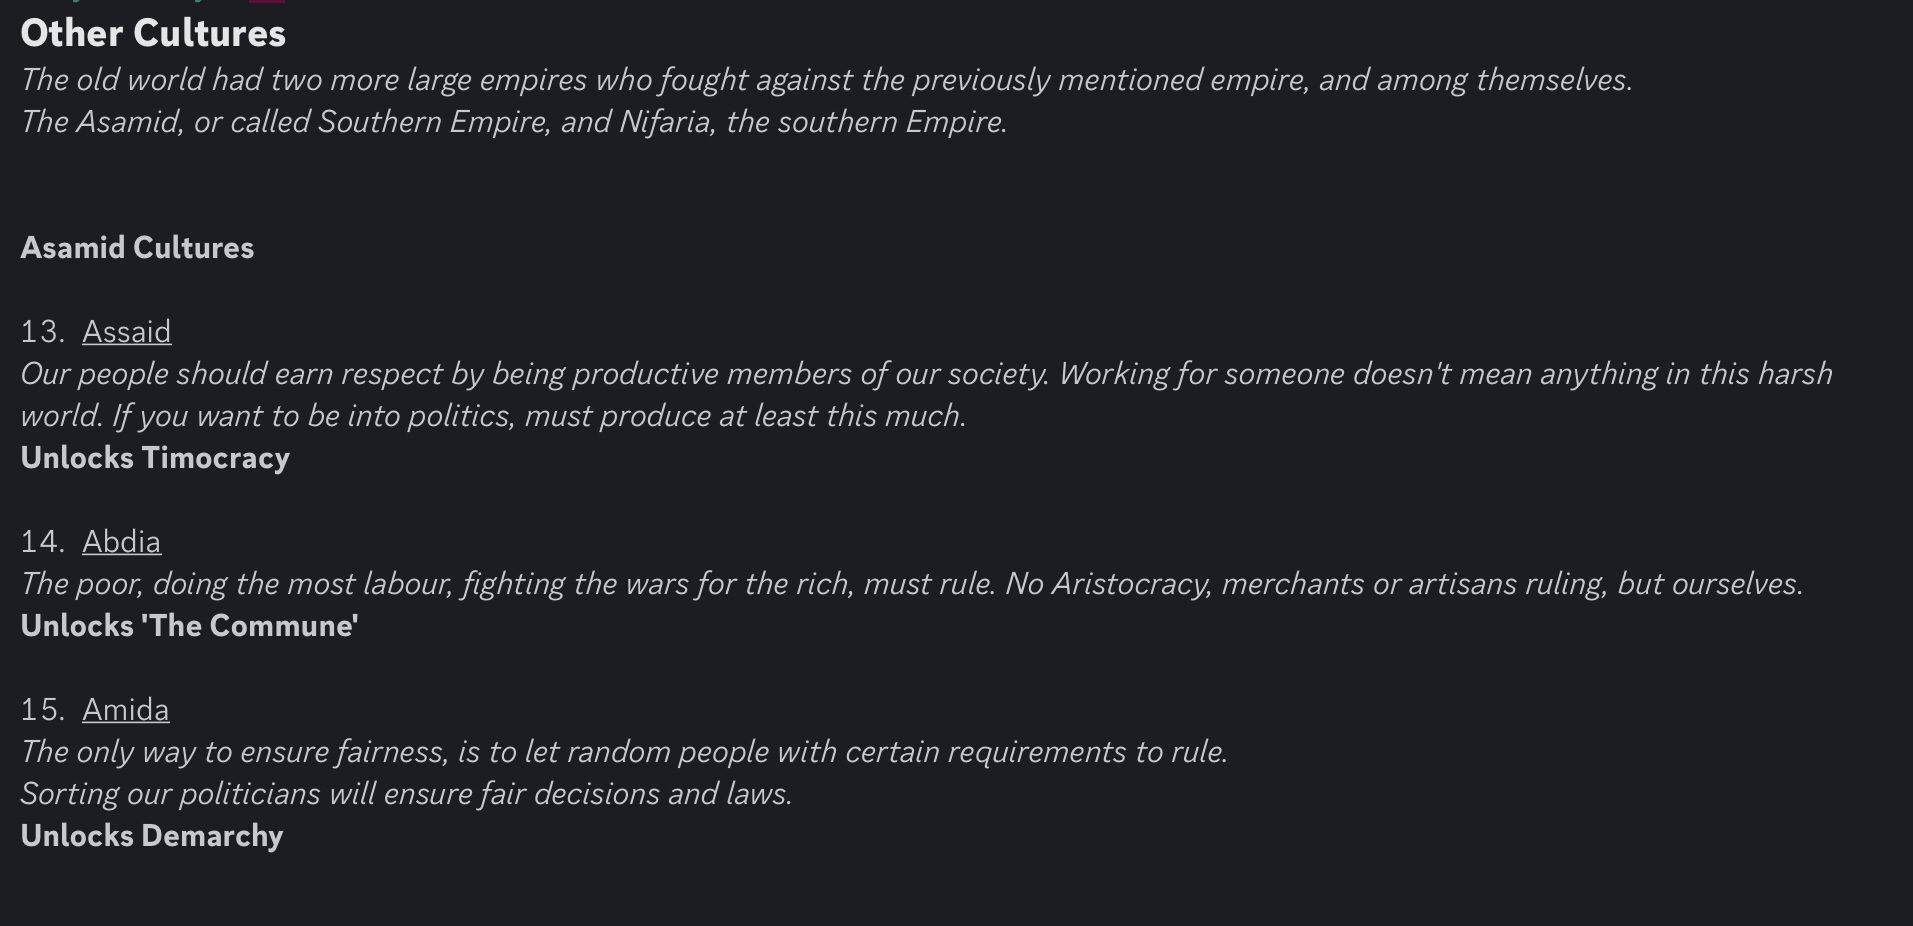 Other Cultures
The old world had two more large empires who fought against the previously mentioned empire, and among themselves.
The Asamid, or called Southern Empire, and Nifaria, the southern Empire.
Asamid Cultures
13. Assaid
Our people should earn respect by being productive members of our society. Working for someone doesn't mean anything in this harsh
world. If you want to be into politics, must produce at least this much.
Unlocks Timocracy
14. Abdia
The poor, doing the most labour, fighting the wars for the rich, must rule. No Aristocracy, merchants or artisans ruling, but ourselves.
Unlocks 'The Commune'
15. Amida
The only way to ensure fairness, is to let random people with certain requirements to rule.
Sorting our politicians will ensure fair decisions and laws.
Unlocks Demarchy